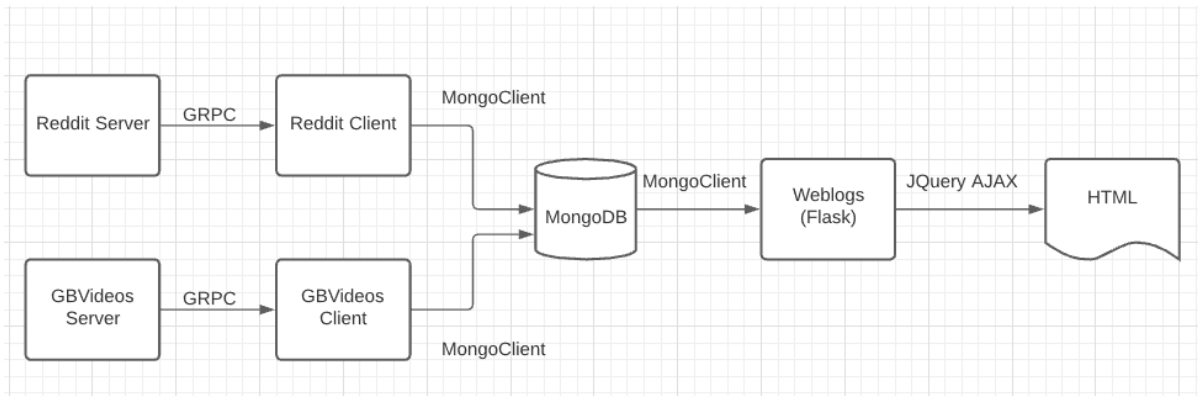 Reddit Server
GRPC
Reddit Client
MongoClient
MongoDB
MongoClient
Weblogs
(Flask)
JQuery AJAX
HTML
GBVideos
Server
GRPC
GBVideos
Client
MongoClient